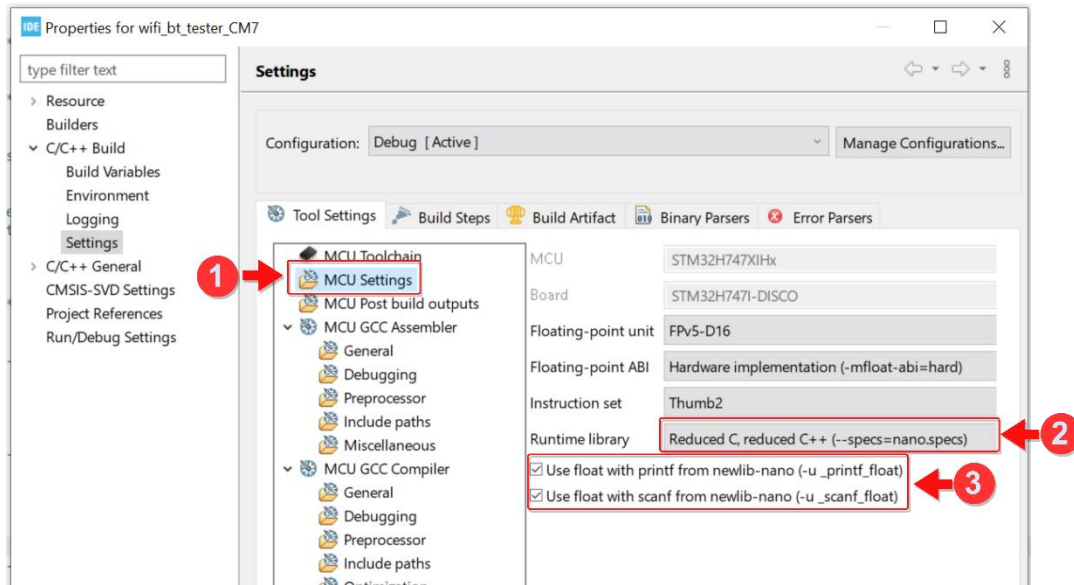 IDE Properties for wifi_bt_tester_CM7
type filter text
Resource
Builders
C/C++ Build
Build Variables
Environment
Logging
Settings
C/C++ General
CMSIS-SVD Settings
Project References
Run/Debug Settings
Settings
Configuration: Debug [Active]
Manage Configurations...
Tool Settings
Build Steps
Build Artifact
010 Binary Parsers
Error Parsers
1
MCU Toolchain
MCU Settings
MCU Post build outputs
MCU GCC Assembler
General
Debugging
Preprocessor
Include paths
Miscellaneous
MCU GCC Compiler
General
Debugging
Preprocessor
Include paths
Optimization
MCU STM32H747XIHx
Board STM32H747I-DISCO
Floating-point unit FPv5-D16
Floating-point ABI Hardware implementation (-mfloat-abi=hard)
Instruction set Thumb2
Runtime library Reduced C, reduced C++ (--specs=nano.specs)
2
Use float with printf from newlib-nano (-u _printf_float)
Use float with scanf from newlib-nano (-u _scanf_float)
3